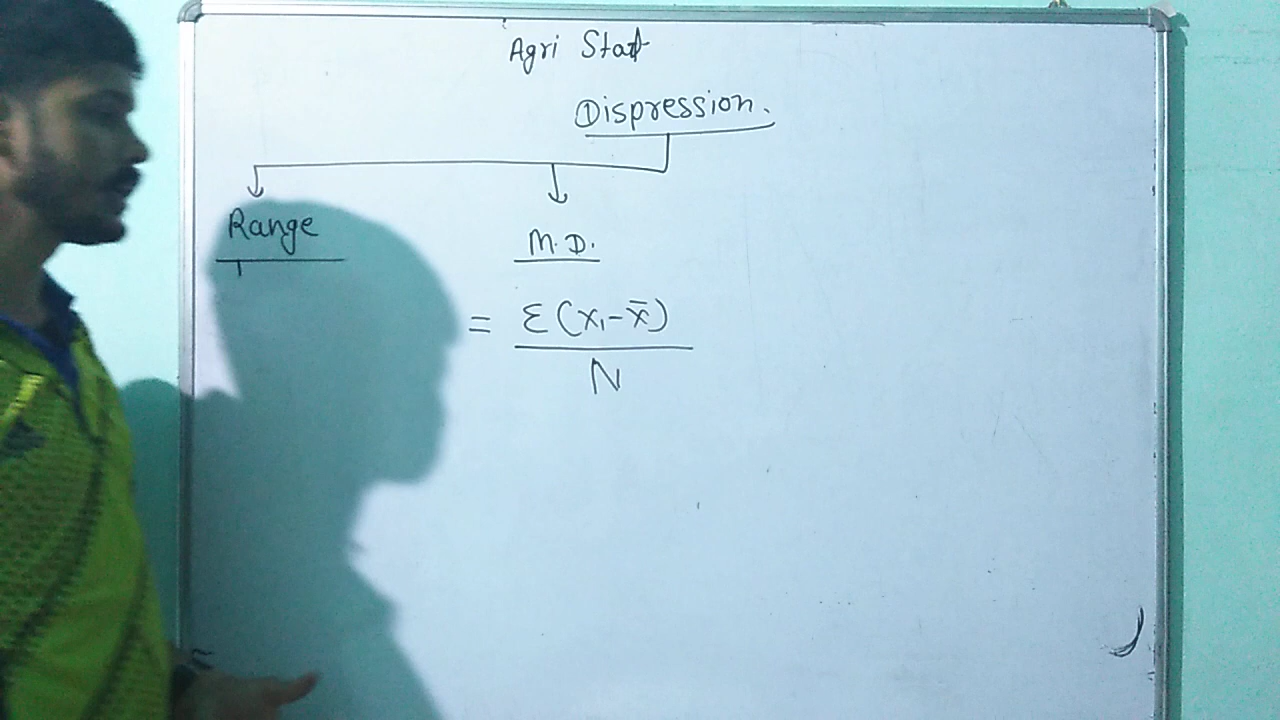 Agri Stat
Dispression.
Range
M.D.
= Σ(x₁-x̄)
N